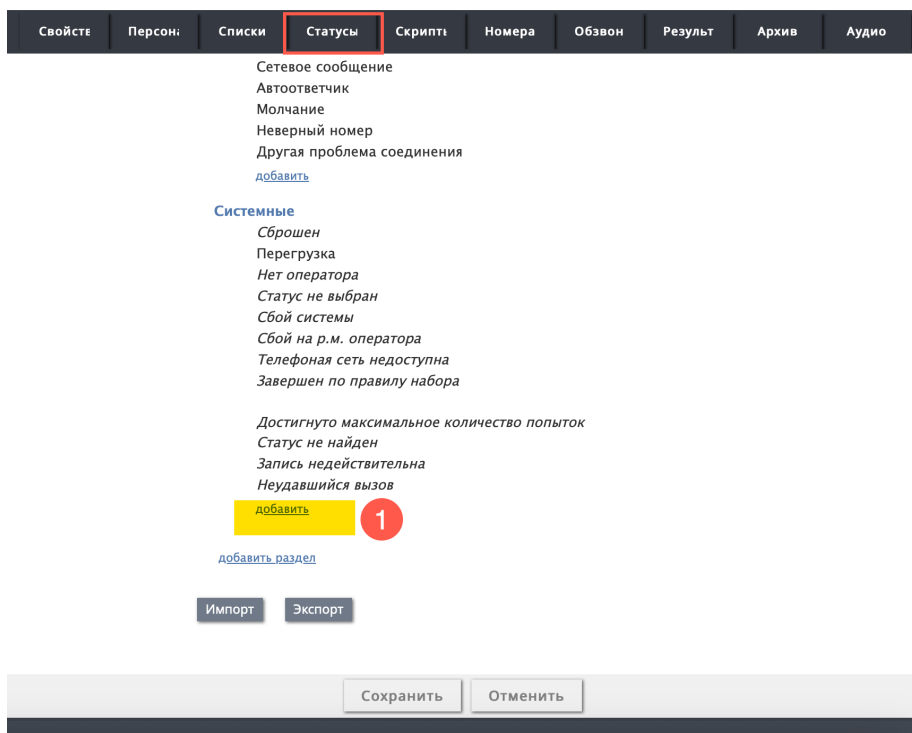 Свойств Персона Списки Статусы Скрипты Номера Обзвон Результ Архив Аудио
Сетевое сообщение
Автоответчик
Молчание
Неверный номер
Другая проблема соединения
добавить
Системные
Сброшен
Перегрузка
Нет оператора
Статус не выбран
Сбой системы
Сбой на р.м. оператора
Телефоная сеть недоступна
Завершен по правилу набора
Достигнуто максимальное количество попыток
Статус не найден
Запись недействительна
Неудавшийся вызов
добавить
1
добавить раздел
Импорт Экспорт
Сохранить Отменить